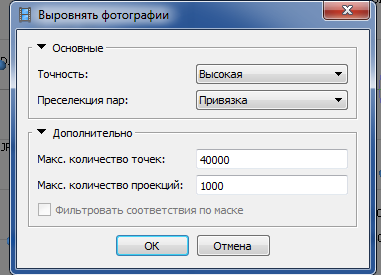 Выровнять фотографии
Основные
Точность: Высокая
Преселекция пар: Привязка
Дополнительно
Макс. количество точек: 40000
Макс. количество проекций: 1000
Фильтровать соответствия по маске
OK Отмена